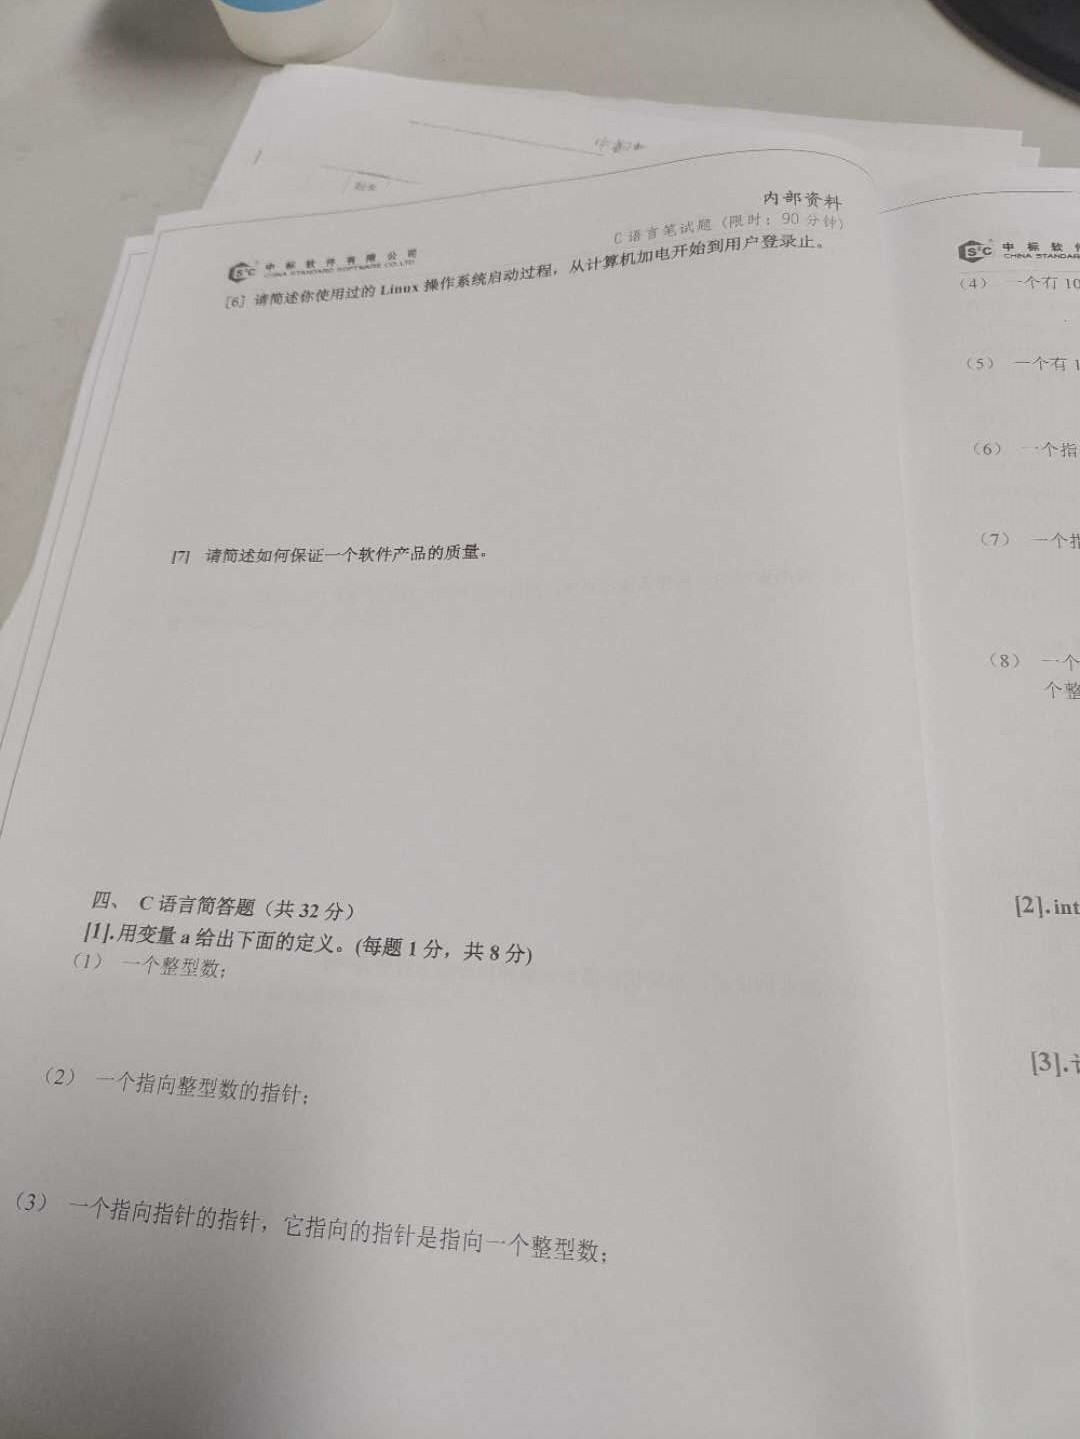 内部资料
C 语言笔试题（限时：90 分钟）
中标软件有限公司
CHINA STANDARD SOFTWARE CO.,LTD
[6] 请简述你使用过的 Linux 操作系统启动过程，从计算机加电开始到用户登录止。
[7] 请简述如何保证一个软件产品的质量。
四、 C 语言简答题（共 32 分）
[1].用变量 a 给出下面的定义。(每题 1 分，共 8 分)
（1） 一个整型数;
（2） 一个指向整型数的指针;
（3） 一个指向指针的指针，它指向的指针是指向一个整型数;
中标软
CHINA STANDAR
（4） 一个有 10
（5） 一个有 1
（6） 一个指
（7） 一个指
（8） 一个
个整
[2].int
[3].